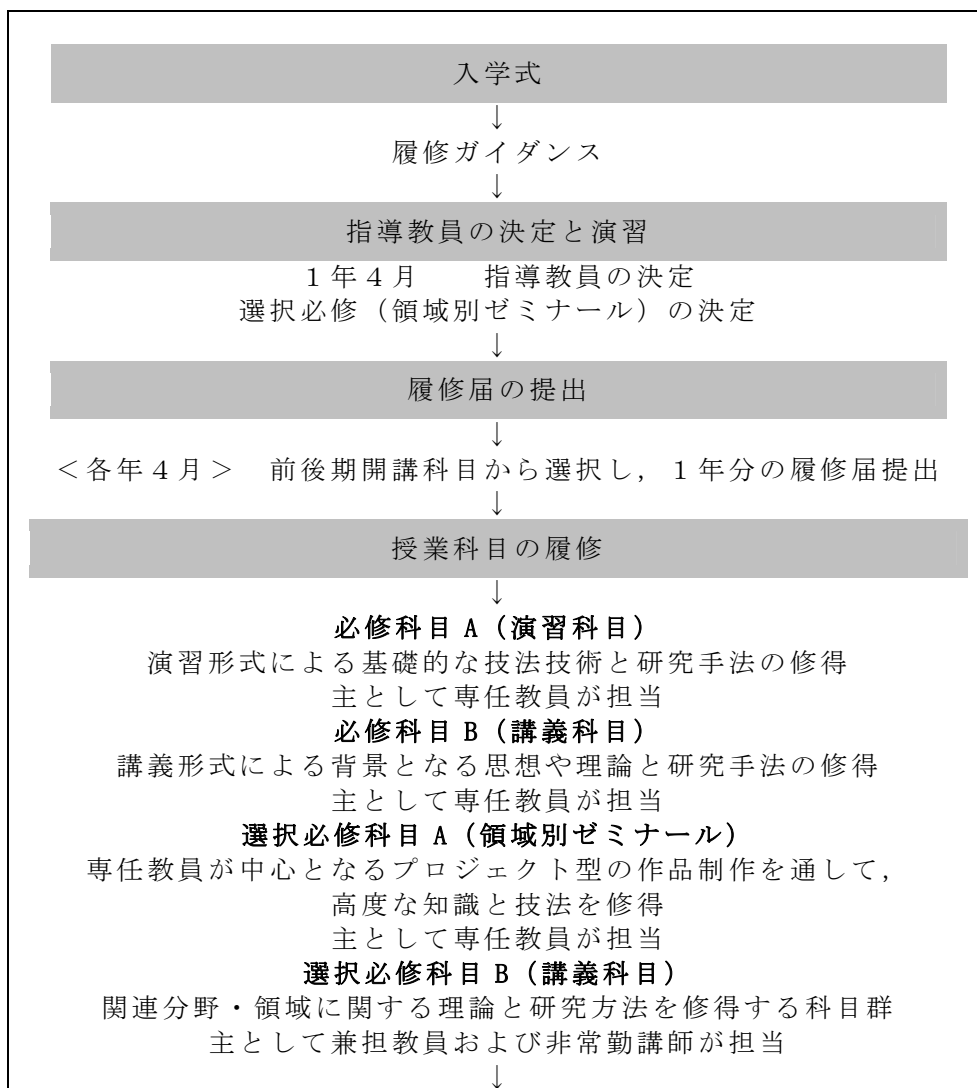 入学式
↓
履修ガイダンス
↓
指導教員の決定と演習
1年4月　　指導教員の決定
選択必修（領域別ゼミナール）の決定
↓
履修届の提出
↓
＜各年4月＞　前後期開講科目から選択し，1年分の履修届提出
↓
授業科目の履修
↓
必修科目A（演習科目）
演習形式による基礎的な技法技術と研究手法の修得
主として専任教員が担当
必修科目B（講義科目）
講義形式による背景となる思想や理論と研究手法の修得
主として専任教員が担当
選択必修科目A（領域別ゼミナール）
専任教員が中心となるプロジェクト型の作品制作を通して，
高度な知識と技法を修得
主として専任教員が担当
選択必修科目B（講義科目）
関連分野・領域に関する理論と研究方法を修得する科目群
主として兼担教員および非常勤講師が担当
↓